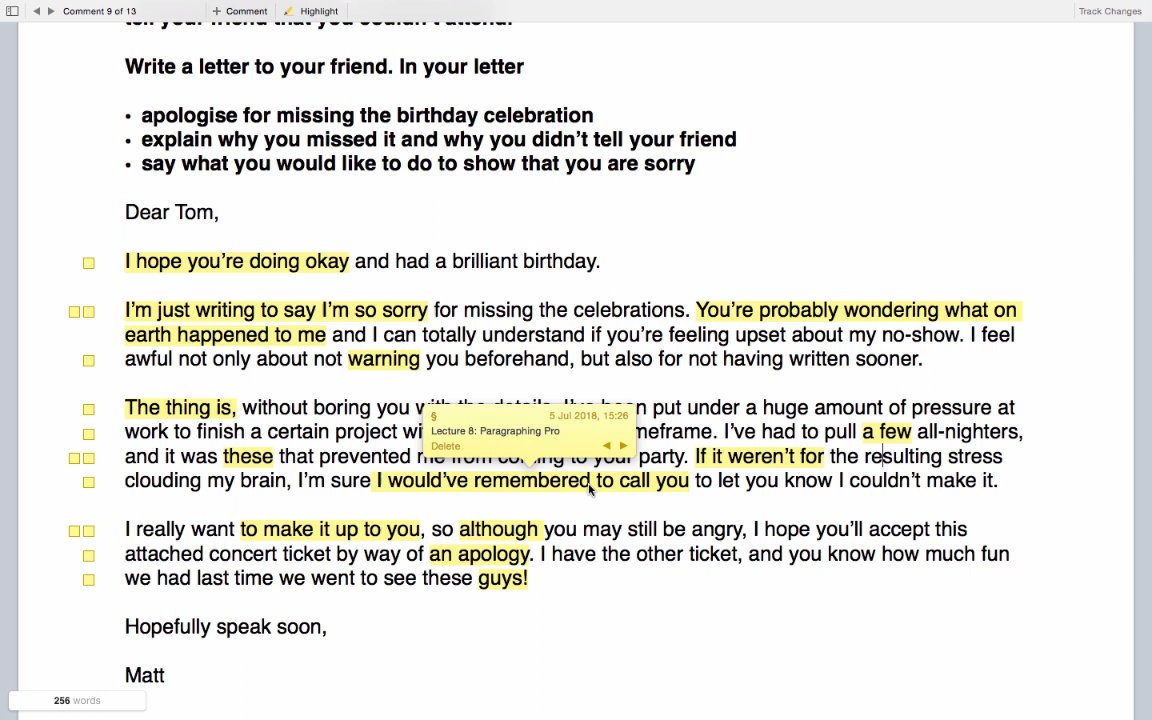 Comment 9 of 13
+ Comment
Highlight
Track Changes
tell your friend that you couldn't attend.
Write a letter to your friend. In your letter
• apologise for missing the birthday celebration
• explain why you missed it and why you didn't tell your friend
• say what you would like to do to show that you are sorry
Dear Tom,
I hope you're doing okay and had a brilliant birthday.
I'm just writing to say I'm so sorry for missing the celebrations. You're probably wondering what on
earth happened to me and I can totally understand if you're feeling upset about my no-show. I feel
awful not only about not warning you beforehand, but also for not having written sooner.
The thing is, without boring you with the details. I've been put under a huge amount of pressure at
work to finish a certain project I've had to pull a few all-nighters,
and it was these that prevented me from coming to your party. If it weren't for the resulting stress
clouding my brain, I'm sure I would've remembered to call you to let you know I couldn't make it.
§ 5 Jul 2018, 15:26
Lecture 8: Paragraphing Pro
Delete
I really want to make it up to you, so although you may still be angry, I hope you'll accept this
attached concert ticket by way of an apology. I have the other ticket, and you know how much fun
we had last time we went to see these guys!
Hopefully speak soon,
Matt
256 words